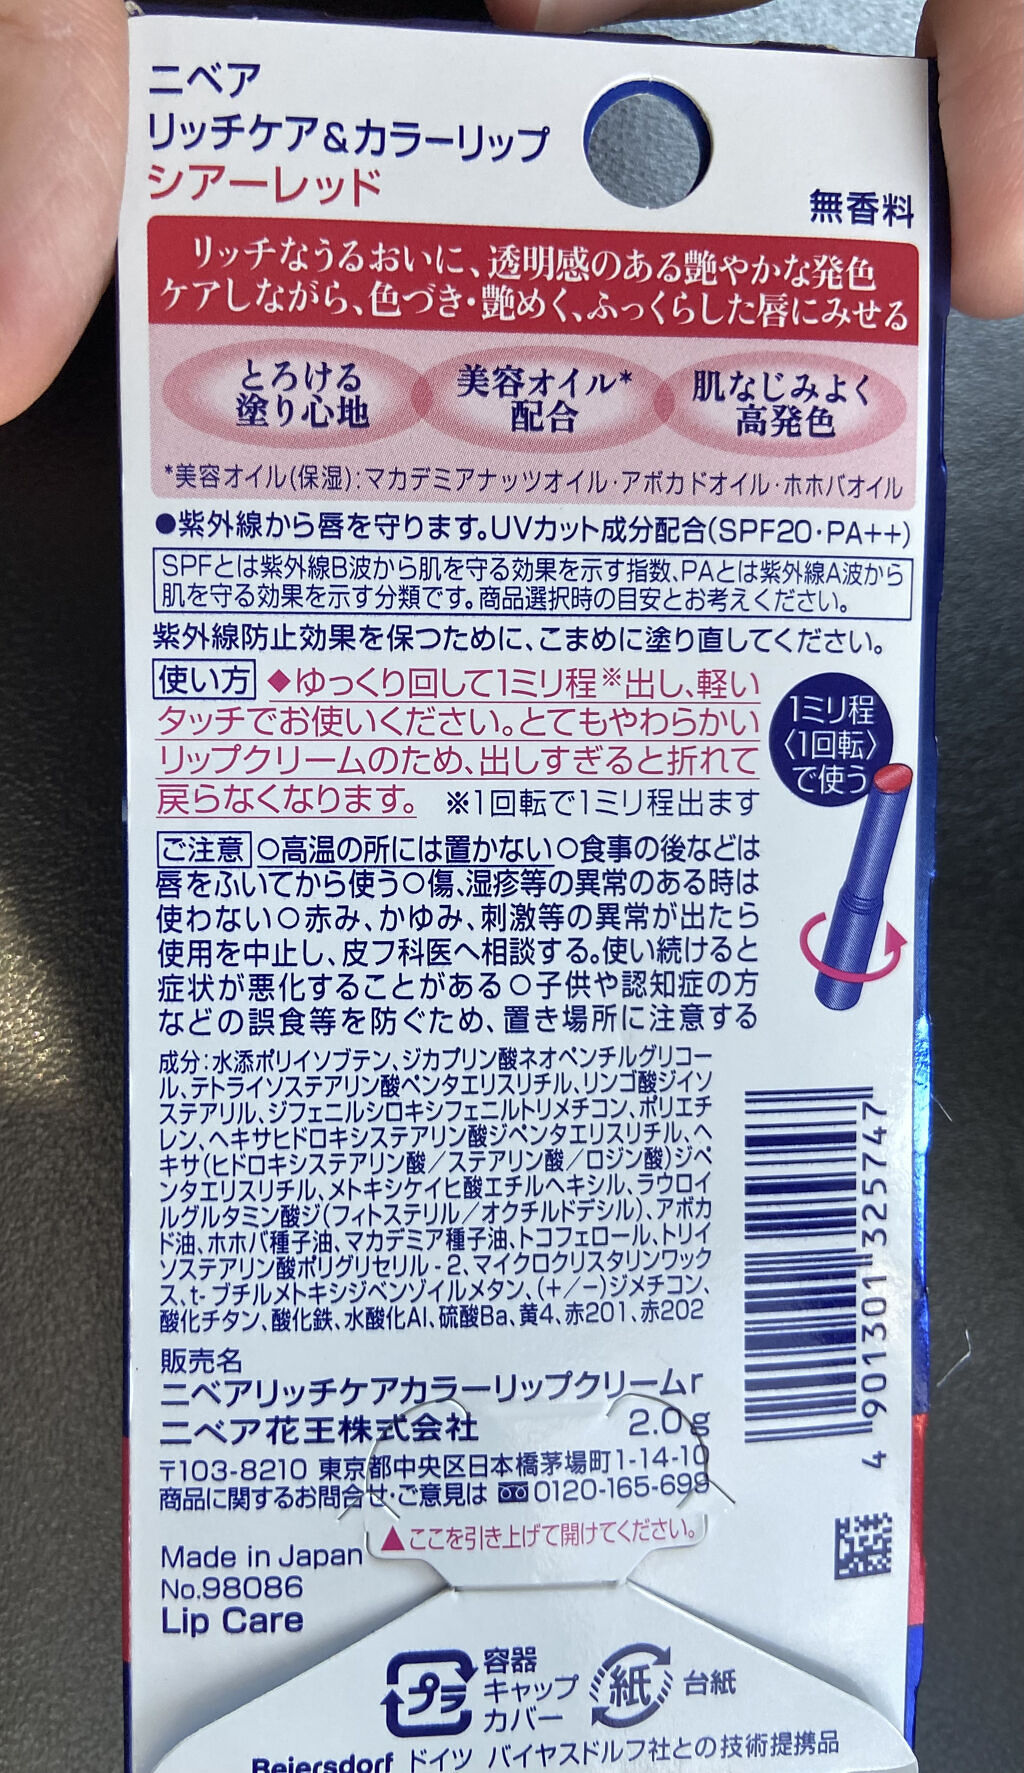 ニベア
リッチケア&カラーリップ
シアーレッド
無香料
リッチなうるおいに、透明感のある艶やかな発色
ケアしながら、色づき・艶めく、ふっくらした唇にみせる
とろける
塗り心地
美容オイル*
配合
肌なじみよく
高発色
*美容オイル(保湿):マカデミアナッツオイル・アボカドオイル・ホホバオイル
●紫外線から唇を守ります。UVカット成分配合(SPF20・PA++)
SPFとは紫外線B波から肌を守る効果を示す指数、PAとは紫外線A波から
肌を守る効果を示す分類です。商品選択時の目安とお考えください。
紫外線防止効果を保つために、こまめに塗り直してください。
使い方 ◆ゆっくり回して1ミリ程※出し、軽い
タッチでお使いください。とてもやわらかい
リップクリームのため、出しすぎると折れて
戻らなくなります。 ※1回転で1ミリ程出ます
1ミリ程
〈1回転〉
で使う
ご注意 ○高温の所には置かない○食事の後などは
唇をふいてから使う○傷、湿疹等の異常のある時は
使わない○赤み、かゆみ、刺激等の異常が出たら
使用を中止し、皮フ科医へ相談する。使い続けると
症状が悪化することがある○子供や認知症の方
などの誤食等を防ぐため、置き場所に注意する
成分:水添ポリイソブテン、ジカプリン酸ネオペンチルグリコー
ル、テトライソステアリン酸ペンタエリスリチル、リンゴ酸ジイソ
ステアリル、ジフェニルシロキシフェニルトリメチコン、ポリエチ
レン、ヘキサヒドロキシステアリン酸ジペンタエリスリチル、ヘ
キサ(ヒドロキシステアリン酸/ステアリン酸/ロジン酸)ジペ
ンタエリスリチル、メトキシケイヒ酸エチルヘキシル、ラウロイ
ルグルタミン酸ジ(フィトステリル/オクチルドデシル)、アボカ
ド油、ホホバ種子油、マカデミア種子油、トコフェロール、トリイ
ソステアリン酸ポリグリセリル-2、マイクロクリスタリンワック
ス、t-ブチルメトキシジベンゾイルメタン、(+/−)ジメチコン、
酸化チタン、酸化鉄、水酸化Al、硫酸Ba、黄4、赤201、赤202
4 901301 325747
販売名
ニベアリッチケアカラーリップクリームr
ニベア花王株式会社 2.0g
〒103-8210 東京都中央区日本橋茅場町1-14-10
商品に関するお問合せ・ご意見は 0120-165-699
▲ここを引き上げて開けてください。
Made in Japan
No.98086
Lip Care
プラ
容器
キャップ
カバー
紙
台紙
Beiersdorf ドイツ バイヤスドルフ社との技術提携品